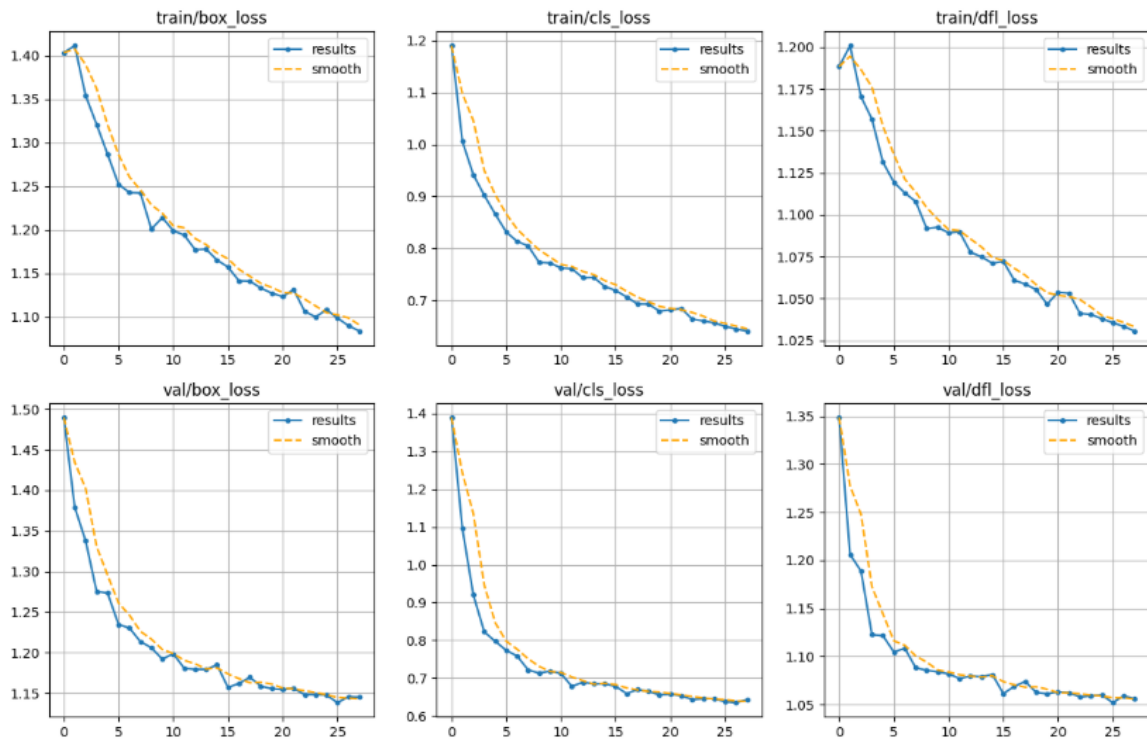 train/box_loss
1.40
1.35
1.30
1.25
1.20
1.15
1.10
results
smooth
0 5 10 15 20 25
train/cls_loss
1.2
1.1
1.0
0.9
0.8
0.7
results
smooth
0 5 10 15 20 25
train/dfl_loss
1.200
1.175
1.150
1.125
1.100
1.075
1.050
1.025
results
smooth
0 5 10 15 20 25
val/box_loss
1.50
1.45
1.40
1.35
1.30
1.25
1.20
1.15
results
smooth
0 5 10 15 20 25
val/cls_loss
1.4
1.3
1.2
1.1
1.0
0.9
0.8
0.7
0.6
results
smooth
0 5 10 15 20 25
val/dfl_loss
1.35
1.30
1.25
1.20
1.15
1.10
1.05
results
smooth
0 5 10 15 20 25